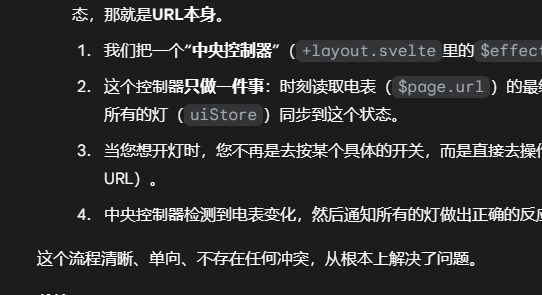 态，那就是URL本身。
1. 我们把一个“中央控制器”（+layout.svelte里的$effect
2. 这个控制器只做一件事：时刻读取电表（$page.url）的最
所有的灯（uiStore）同步到这个状态。
3. 当您想开灯时，您不再是去按某个具体的开关，而是直接去操
URL）。
4. 中央控制器检测到电表变化，然后通知所有的灯做出正确的反
这个流程清晰、单向、不存在任何冲突，从根本上解决了问题。